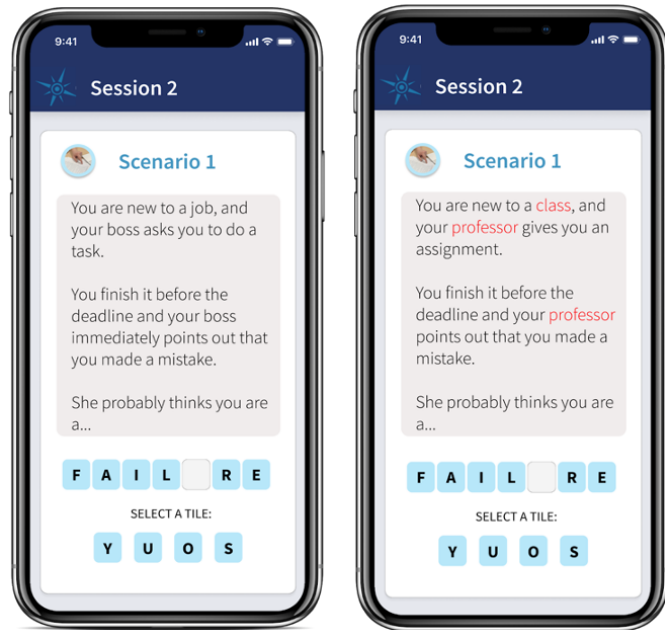 9:41
Session 2
Scenario 1
You are new to a job, and
your boss asks you to do a
task.
You finish it before the
deadline and your boss
immediately points out that
you made a mistake.
She probably thinks you are
a...
F A I L R E
SELECT A TILE:
Y U O S
9:41
Session 2
Scenario 1
You are new to a class, and
your professor gives you an
assignment.
You finish it before the
deadline and your professor
points out that you made a
mistake.
She probably thinks you are
a...
F A I L R E
SELECT A TILE:
Y U O S